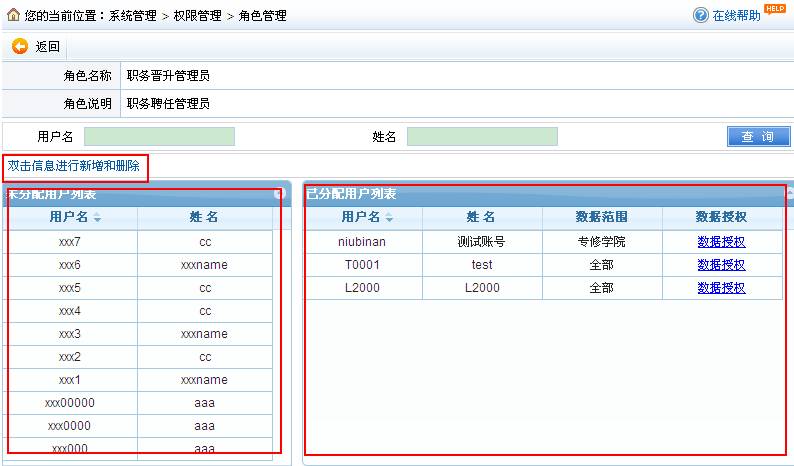 您的当前位置：系统管理 > 权限管理 > 角色管理
在线帮助 HELP
返回
角色名称 职务晋升管理员
角色说明 职务聘任管理员
用户名 姓名 查 询
双击信息进行新增和删除
未分配用户列表
用户名 姓 名
xxx7 cc
xxx6 xxxname
xxx5 cc
xxx4 cc
xxx3 xxxname
xxx2 cc
xxx1 xxxname
xxx00000 aaa
xxx0000 aaa
xxx000 aaa
已分配用户列表
用户名 姓 名 数据范围 数据授权
niubinan 测试账号 专修学院 数据授权
T0001 test 全部 数据授权
L2000 L2000 全部 数据授权